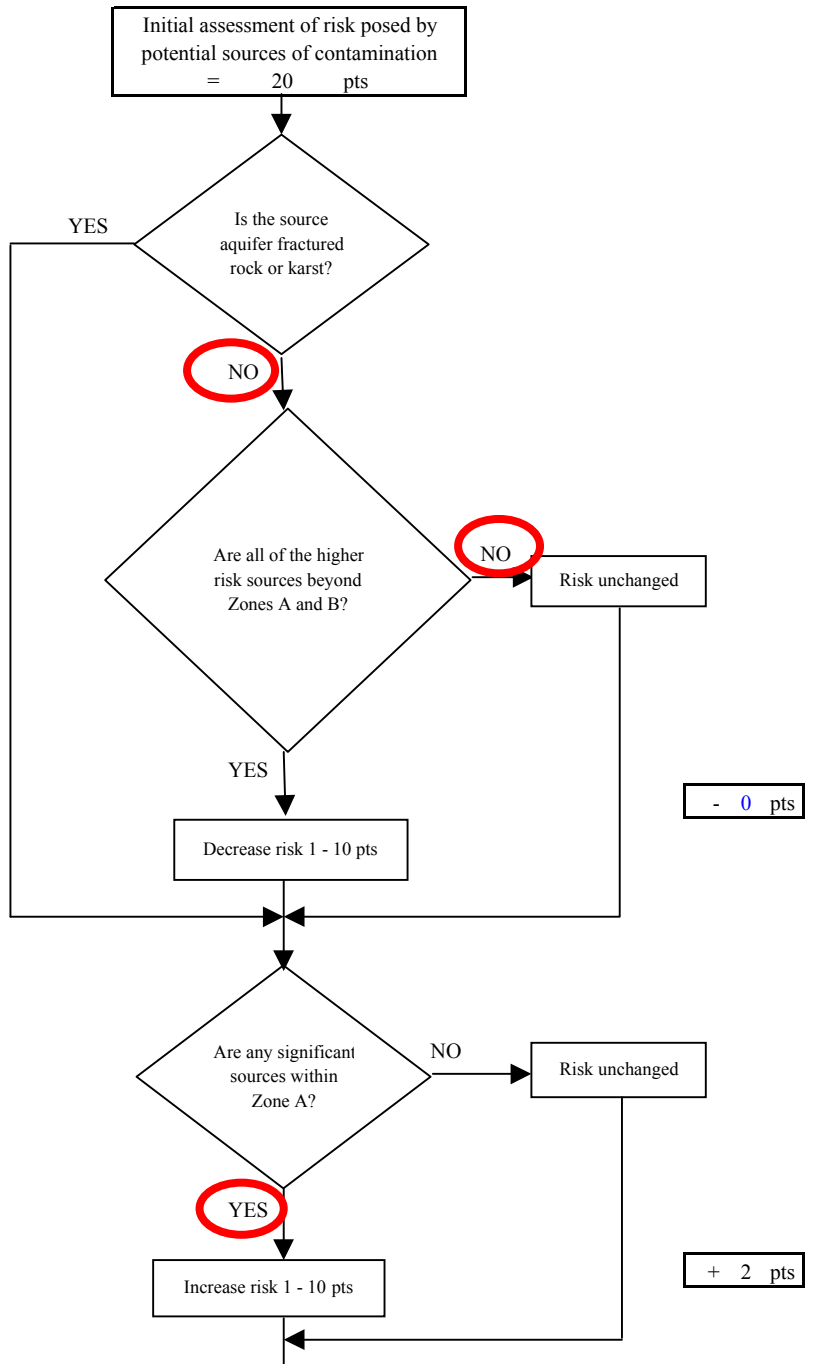 Initial assessment of risk posed by
potential sources of contamination
= 20 pts
YES
Is the source
aquifer fractured
rock or karst?
NO
Are all of the higher
risk sources beyond
Zones A and B?
NO
Risk unchanged
YES
- 0 pts
Decrease risk 1 - 10 pts
Are any significant
sources within
Zone A?
NO
Risk unchanged
YES
Increase risk 1 - 10 pts
+ 2 pts